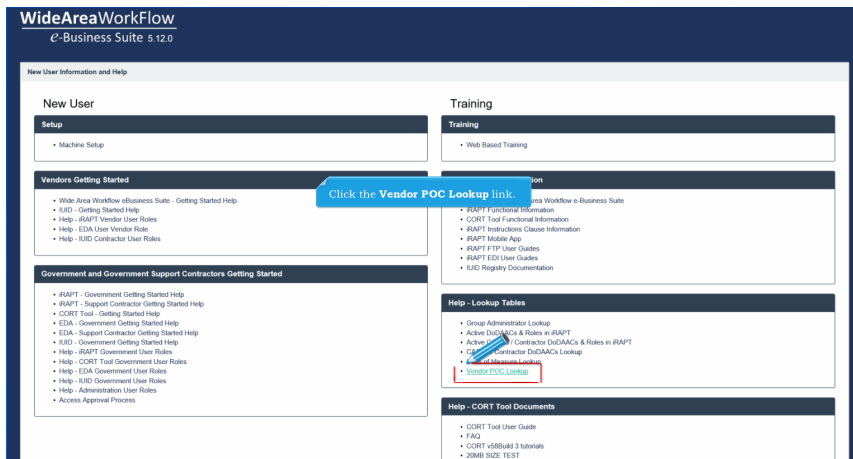 WideAreaWorkFlow
e-Business Suite 5.12.0
New User Information and Help
New User
Setup
• Machine Setup
Vendors Getting Started
• Wide Area Workflow eBusiness Suite - Getting Started Help
• IUID - Getting Started Help
• Help - iRAPT Vendor User Roles
• Help - EDA User Vendor Role
• Help - IUID Contractor User Roles
Government and Government Support Contractors Getting Started
• iRAPT - Government Getting Started Help
• iRAPT - Support Contractor Getting Started Help
• CORT Tool - Getting Started Help
• EDA - Government Getting Started Help
• EDA - Support Contractor Getting Started Help
• IUID - Government Getting Started Help
• Help - iRAPT Government User Roles
• Help - CORT Tool Government User Roles
• Help - EDA Government User Roles
• Help - IUID Government User Roles
• Help - Administration User Roles
• Access Approval Process
Click the Vendor POC Lookup link.
Training
Training
• Web Based Training
Workflow e-Business Suite
• iRAPT Functional Information
• CORT Tool Functional Information
• iRAPT Instructions Clause Information
• iRAPT Mobile App
• iRAPT FTP User Guides
• iRAPT EDI User Guides
• IUID Registry Documentation
Help - Lookup Tables
• Group Administrator Lookup
• Active DoDAACs & Roles in iRAPT
• Active / Contractor DoDAACs & Roles in iRAPT
Contractor DoDAACs Lookup
of Measure Lookup
• Vendor POC Lookup
Help - CORT Tool Documents
• CORT Tool User Guide
• FAQ
• CORT v58Build 3 tutorials
• 20MB SIZE TEST